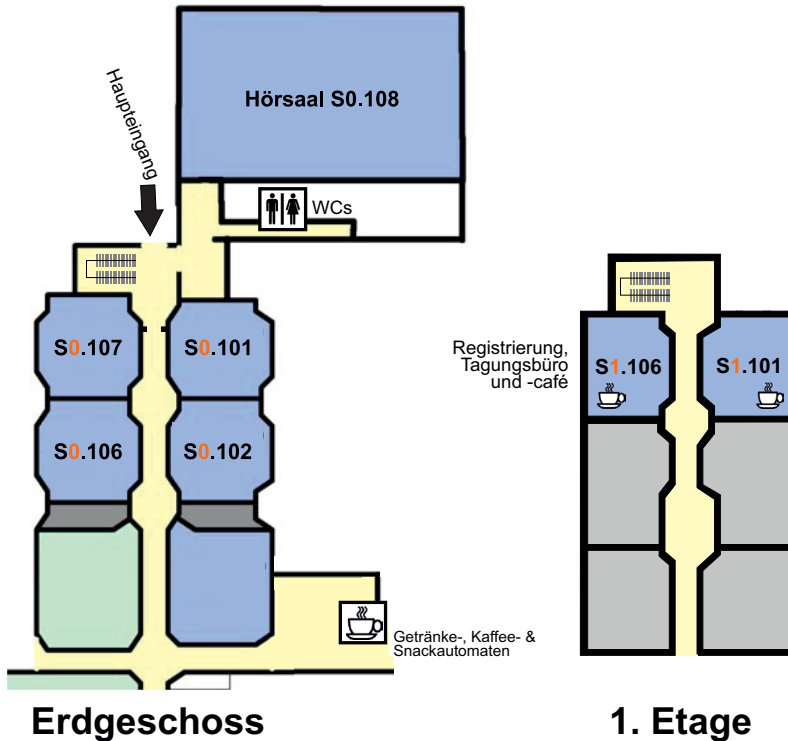 Hörsaal S0.108
Haupteingang
WCs
S0.107
S0.101
S0.106
S0.102
Getränke-, Kaffee- &
Snackautomaten
Erdgeschoss
Registrierung,
Tagungsbüro
und -café
S1.106
S1.101
1. Etage